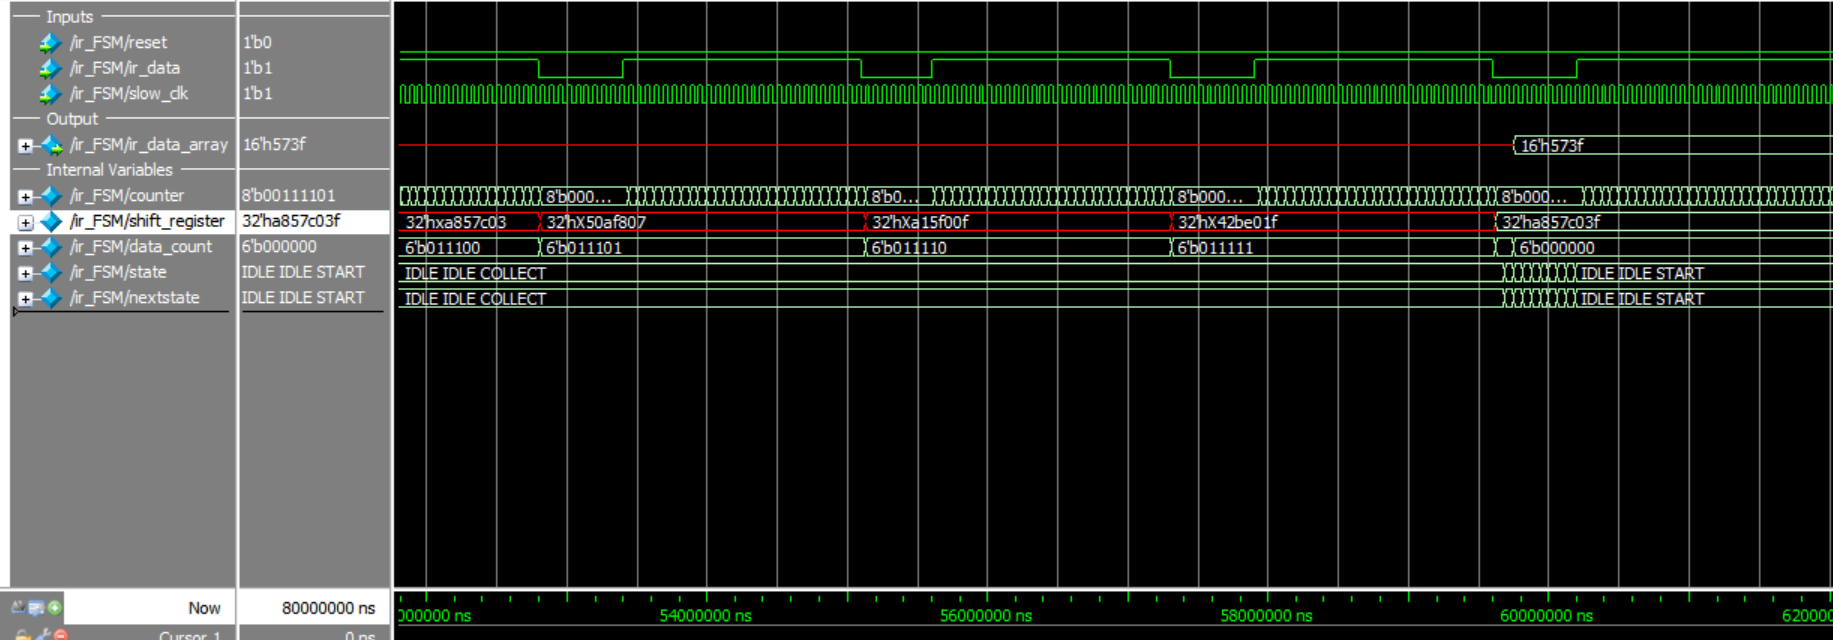 Inputs
/ir_FSM/reset 1'b0
/ir_FSM/ir_data 1'b1
/ir_FSM/slow_clk 1'b1
Output
/ir_FSM/ir_data_array 16'h573f 16'h573f
Internal Variables
/ir_FSM/counter 8'b00111101 8'b000... 8'b0... 8'b000... 8'b000...
/ir_FSM/shift_register 32'ha857c03f 32'hxa857c03 32'hX50af807 32'hXa15f00f 32'hX42be01f 32'ha857c03f
/ir_FSM/data_count 6'b000000 6'b011100 6'b011101 6'b011110 6'b011111 6'b000000
/ir_FSM/state IDLE IDLE START IDLE IDLE COLLECT IDLE IDLE START
/ir_FSM/nextstate IDLE IDLE START IDLE IDLE COLLECT IDLE IDLE START
Now 80000000 ns 000000 ns 54000000 ns 56000000 ns 58000000 ns 60000000 ns 620000
Cursor 1 0 ns